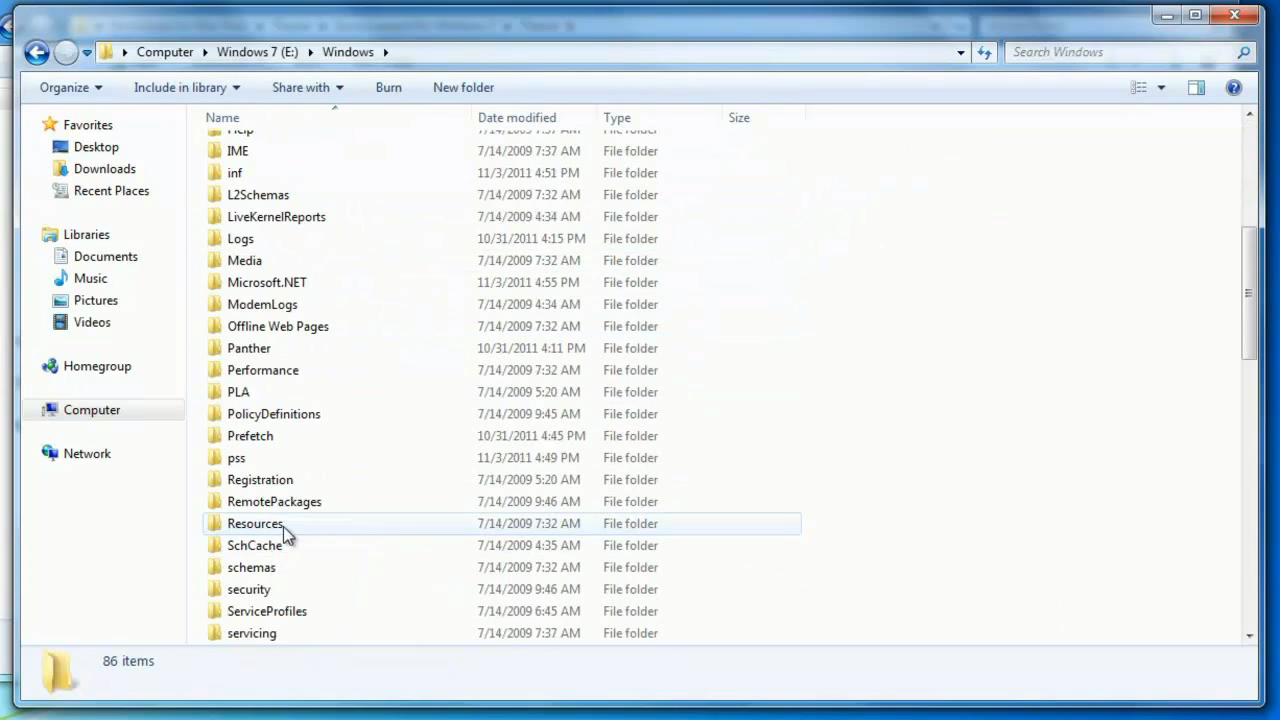 Computer Windows 7 (E:) Windows
Search Windows
Organize Include in library Share with Burn New folder
Name Date modified Type Size
Favorites
Desktop
Downloads
Recent Places
Libraries
Documents
Music
Pictures
Videos
Homegroup
Computer
Network
Help 7/14/2009 7:37 AM File folder
IME 7/14/2009 7:37 AM File folder
inf 11/3/2011 4:51 PM File folder
L2Schemas 7/14/2009 7:32 AM File folder
LiveKernelReports 7/14/2009 4:34 AM File folder
Logs 10/31/2011 4:15 PM File folder
Media 7/14/2009 7:32 AM File folder
Microsoft.NET 11/3/2011 4:55 PM File folder
ModemLogs 7/14/2009 4:34 AM File folder
Offline Web Pages 7/14/2009 7:32 AM File folder
Panther 10/31/2011 4:11 PM File folder
Performance 7/14/2009 7:32 AM File folder
PLA 7/14/2009 5:20 AM File folder
PolicyDefinitions 7/14/2009 9:45 AM File folder
Prefetch 10/31/2011 4:45 PM File folder
pss 11/3/2011 4:49 PM File folder
Registration 7/14/2009 5:20 AM File folder
RemotePackages 7/14/2009 9:46 AM File folder
Resources 7/14/2009 7:32 AM File folder
SchCache 7/14/2009 4:35 AM File folder
schemas 7/14/2009 7:32 AM File folder
security 7/14/2009 9:46 AM File folder
ServiceProfiles 7/14/2009 6:45 AM File folder
servicing 7/14/2009 7:37 AM File folder
86 items